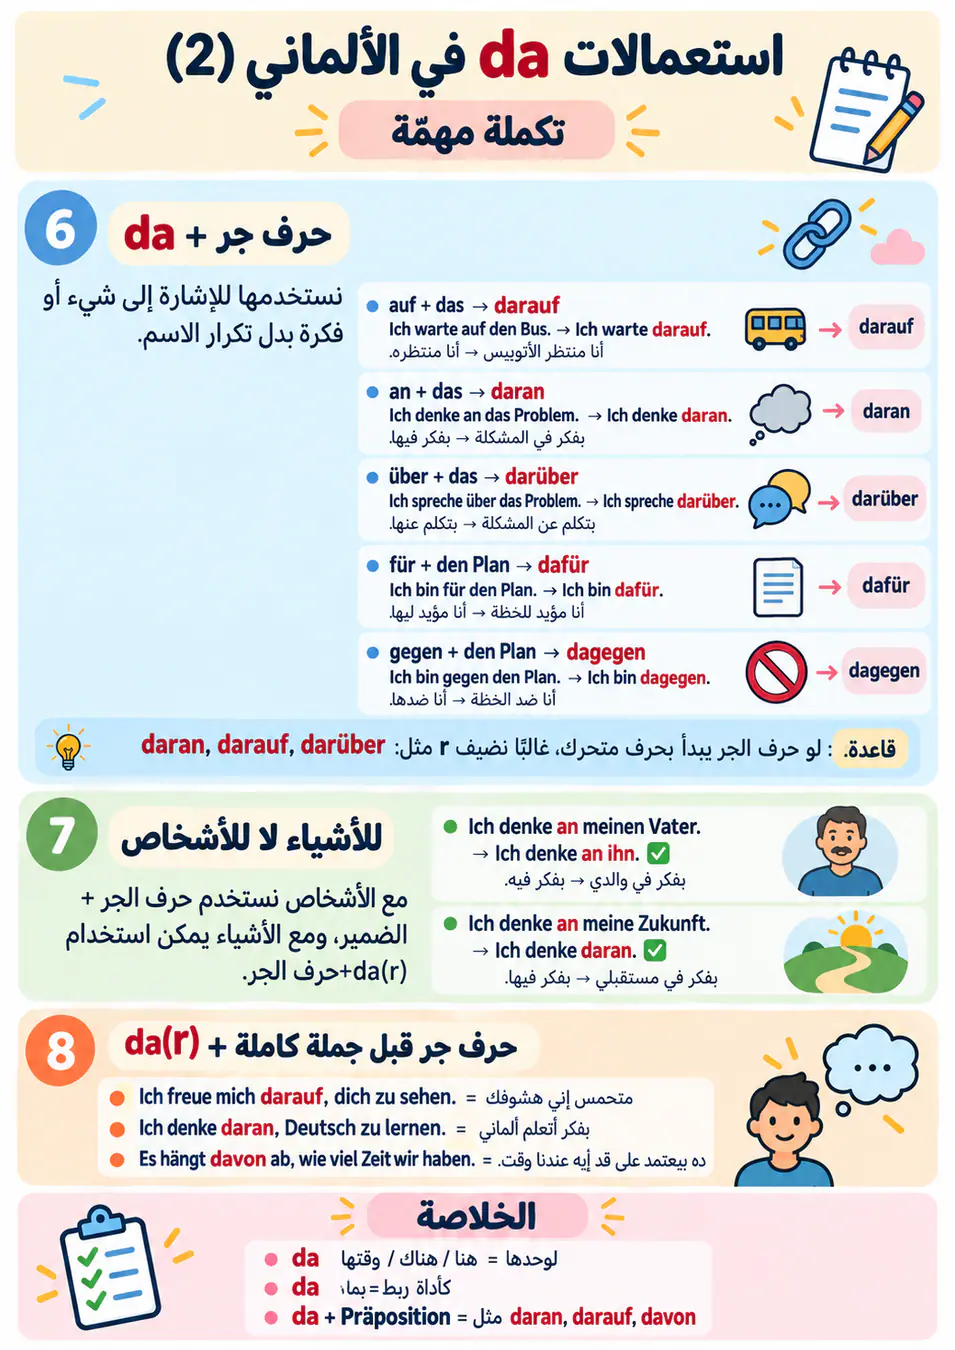 استعمالات da في الألماني (2)
تكملة مهمّة
6
da + حرف جر
نستخدمها للإشارة إلى شيء أو
فكرة بدل تكرار الاسم.
auf + das → darauf
Ich warte auf den Bus. → Ich warte darauf.
أنا منتظر الأتوبيس → أنا منتظره.
darauf
an + das → daran
Ich denke an das Problem. → Ich denke daran.
بفكر في المشكلة → بفكر فيها.
daran
über + das → darüber
Ich spreche über das Problem. → Ich spreche darüber.
بتكلم عن المشكلة → بتكلم عنها.
darüber
für + den Plan → dafür
Ich bin für den Plan. → Ich bin dafür.
أنا مؤيد للخظة → أنا مؤيد ليها.
dafür
gegen + den Plan → dagegen
Ich bin gegen den Plan. → Ich bin dagegen.
أنا ضد الخظة → أنا ضدها.
dagegen
قاعدة. : لو حرف الجر يبدأ بحرف متحرك، غالبًا نضيف r مثل: daran, darauf, darüber
7
للأشياء لا للأشخاص
مع الأشخاص نستخدم حرف الجر +
الضمير، ومع الأشياء يمكن استخدام
da(r)+حرف الجر.
Ich denke an meinen Vater.
→ Ich denke an ihn. ✅
بفكر في والدي → بفكر فيه.
Ich denke an meine Zukunft.
→ Ich denke daran. ✅
بفكر في مستقبلي → بفكر فيها.
8
da(r) + حرف جر قبل جملة كاملة
Ich freue mich darauf, dich zu sehen. = متحمس إني هشوفك
Ich denke daran, Deutsch zu lernen. = بفكر أتعلم ألماني
Es hängt davon ab, wie viel Zeit wir haben. = ده بيعتمد على قد إيه عندنا وقت.
الخلاصة
da لوحدها = هنا / هناك / وقتها
da كأداة ربط =
da + Präposition = مثل daran, darauf, davon